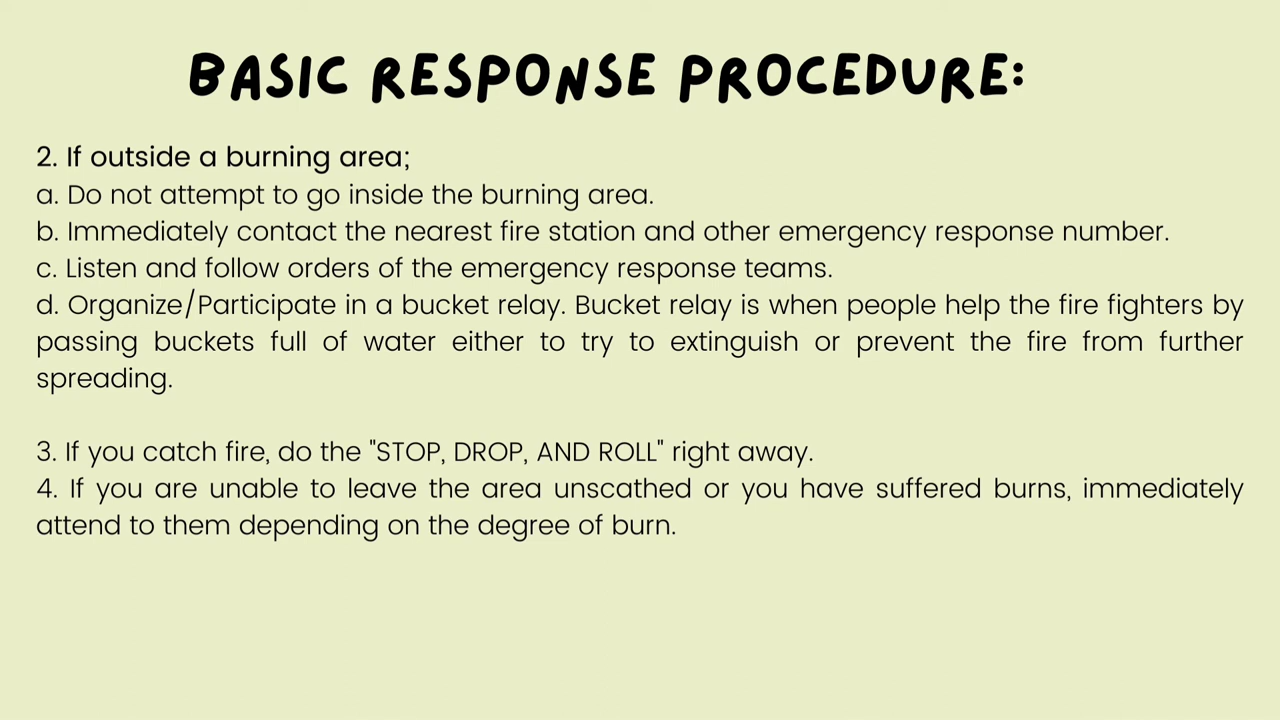 BASIC RESPONSE PROCEDURE:
2. If outside a burning area;
a. Do not attempt to go inside the burning area.
b. Immediately contact the nearest fire station and other emergency response number.
c. Listen and follow orders of the emergency response teams.
d. Organize/Participate in a bucket relay. Bucket relay is when people help the fire fighters by
passing buckets full of water either to try to extinguish or prevent the fire from further
spreading.
3. If you catch fire, do the "STOP, DROP, AND ROLL" right away.
4. If you are unable to leave the area unscathed or you have suffered burns, immediately
attend to them depending on the degree of burn.